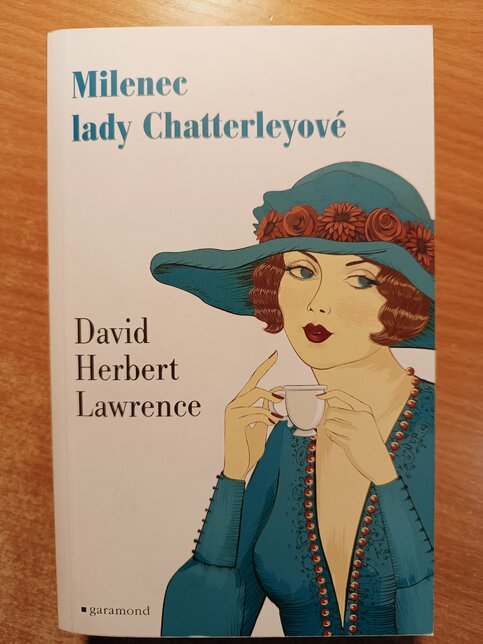 Milenec
lady Chatterleyové
David
Herbert
Lawrence
garamond